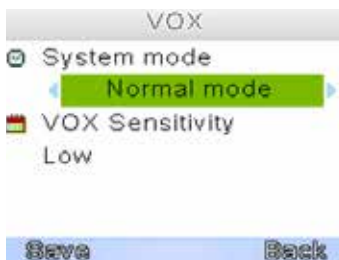 VOX
System mode
Normal mode
VOX Sensitivity
Low
Save Back